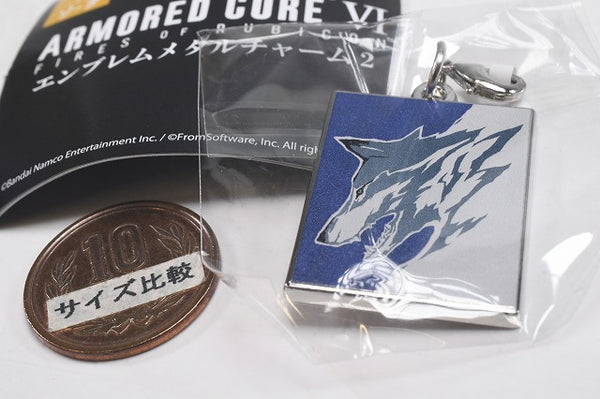 ARMORED CORE VI
FIRES OF RUBICON
エンブレムメタルチャーム2
©Bandai Namco Entertainment Inc. / ©FromSoftware, Inc. All
10
サイズ比較